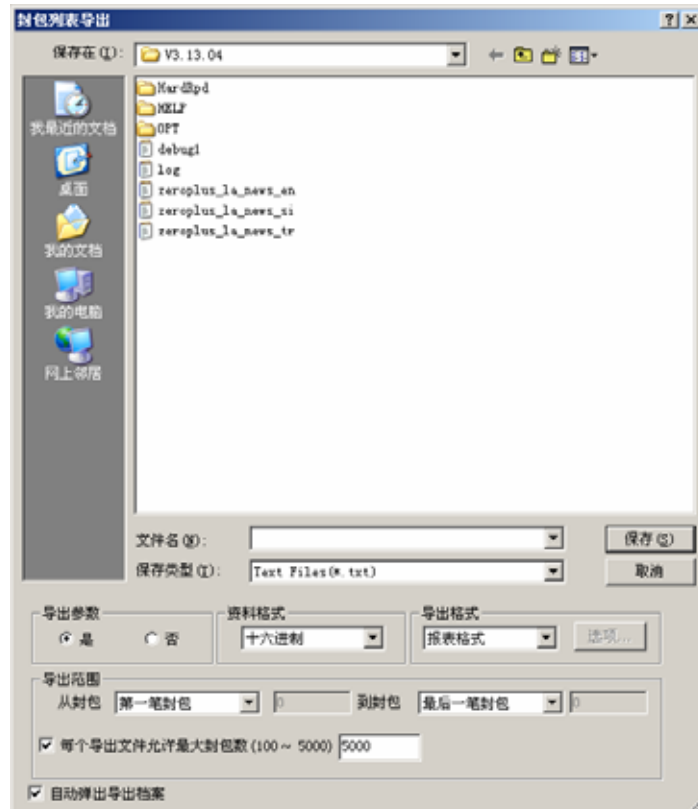 封包列表导出
保存在(I): V3.13.04
我最近的文档
桌面
我的文档
我的电脑
网上邻居
HardUpd
HELP
OPT
debug1
log
zeroplus_la_news_en
zeroplus_la_news_si
zeroplus_la_news_tr
文件名(N): 保存(S)
保存类型(T): Text Files(*.txt) 取消
导出参数 资料格式 导出格式
是 否 十六进制 报表格式 选项...
导出范围
从封包 第一笔封包 0 到封包 最后一笔封包 0
每个导出文件允许最大封包数(100~5000) 5000
自动弹出导出档案